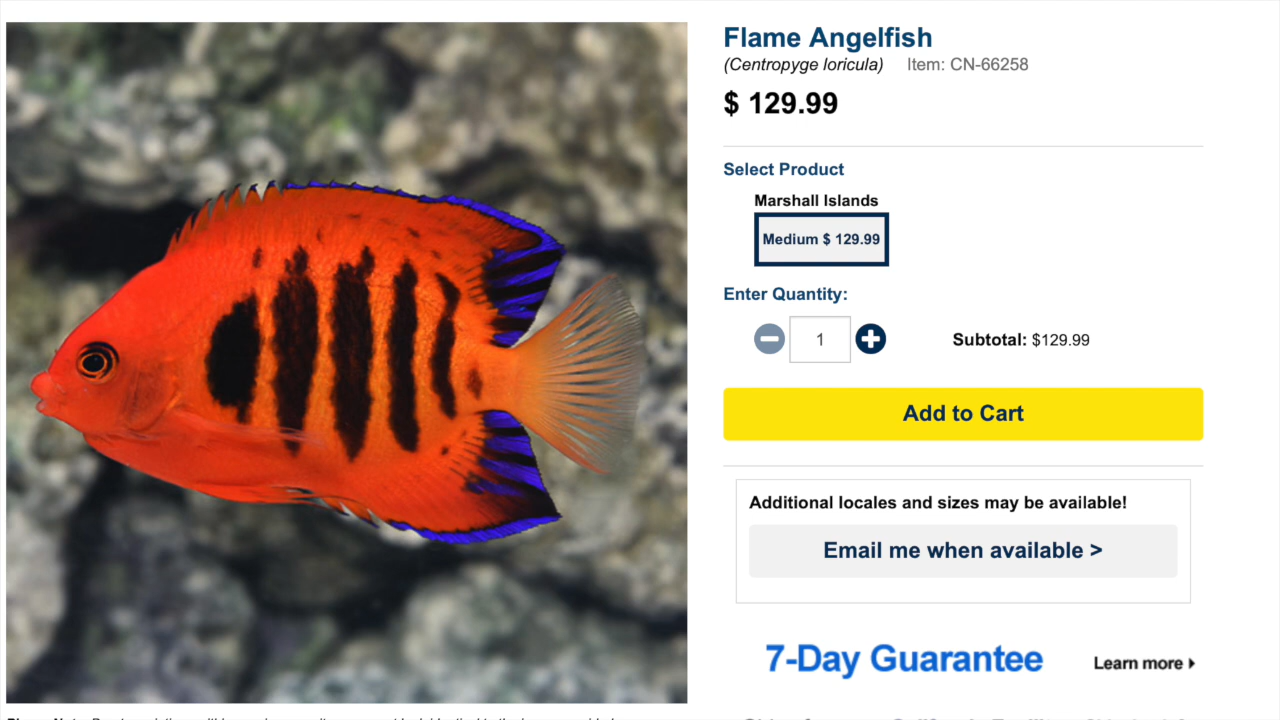 Flame Angelfish
(Centropyge loricula) Item: CN-66258
$ 129.99
Select Product
Marshall Islands
Medium $ 129.99
Enter Quantity:
1
Subtotal: $129.99
Add to Cart
Additional locales and sizes may be available!
Email me when available >
7-Day Guarantee
Learn more